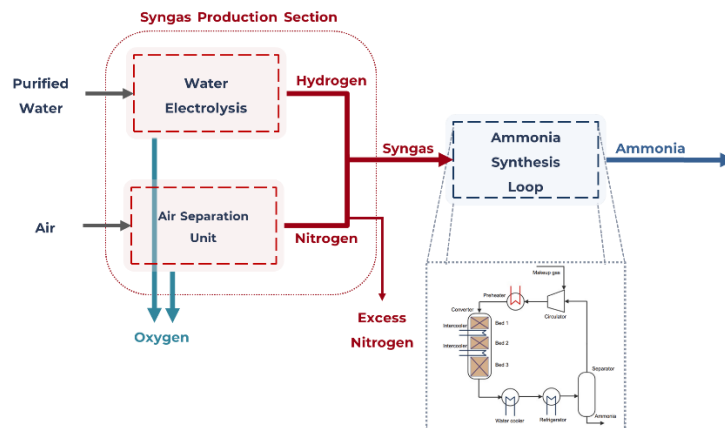 Syngas Production Section
Purified
Water
Water
Electrolysis
Hydrogen
Syngas
Ammonia
Synthesis
Loop
Ammonia
Air
Air Separation
Unit
Nitrogen
Oxygen
Excess
Nitrogen
Makeup gas
Preheater
Circulator
Converter
Intercooler
Bed 1
Intercooler
Bed 2
Bed 3
Separator
Water cooler
Refrigerator
Ammonia